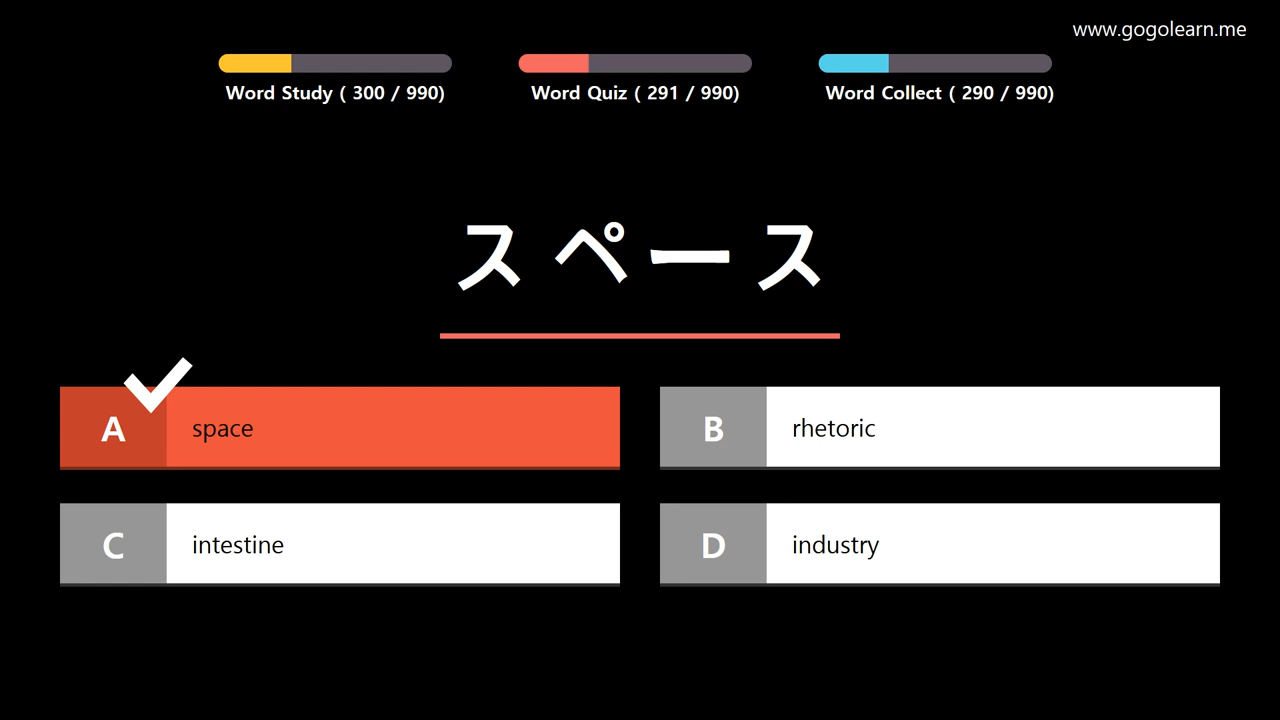 www.gogolearn.me
Word Study ( 300 / 990)
Word Quiz ( 291 / 990)
Word Collect ( 290 / 990)
スペース
A space
B rhetoric
C intestine
D industry